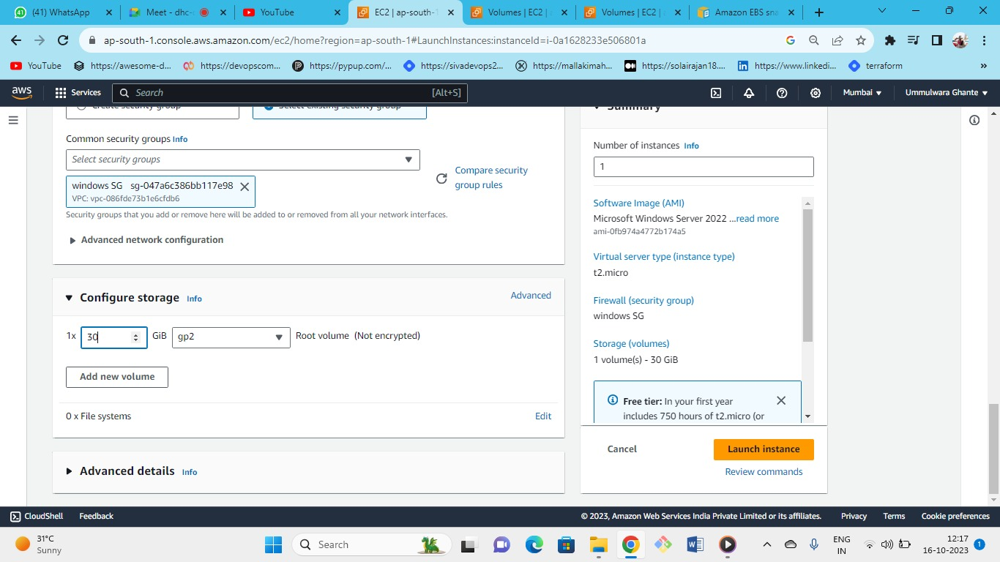 (41) WhatsApp
Meet - dhc-
YouTube
EC2 | ap-south-1
Volumes | EC2 |
Volumes | EC2 |
Amazon EBS sna
ap-south-1.console.aws.amazon.com/ec2/home?region=ap-south-1#LaunchInstances:instanceId=i-0a1628233e506801a
YouTube
https://awesome-d...
https://devopscom...
https://pypup.com/...
https://sivadevops2...
https://mallakimah...
https://solairajan18....
https://www.linkedi...
terraform
aws
Services
Search
[Alt+S]
Mumbai
Ummulwara Ghante
Create security group
Select existing security group
Common security groups Info
Select security groups
windows SG sg-047a6c386bb117e98
VPC: vpc-086fde73b1e6cfdb6
Compare security
group rules
Security groups that you add or remove here will be added to or removed from all your network interfaces.
Advanced network configuration
Configure storage Info
Advanced
1x 30 GiB gp2 Root volume (Not encrypted)
Add new volume
0 x File systems
Edit
Advanced details Info
Summary
Number of instances Info
1
Software Image (AMI)
Microsoft Windows Server 2022 ...read more
ami-0fb974a4772b174a5
Virtual server type (instance type)
t2.micro
Firewall (security group)
windows SG
Storage (volumes)
1 volume(s) - 30 GiB
Free tier: In your first year
includes 750 hours of t2.micro (or
Cancel
Launch instance
Review commands
CloudShell
Feedback
© 2023, Amazon Web Services India Private Limited or its affiliates.
Privacy
Terms
Cookie preferences
31°C
Sunny
Search
ENG
IN
12:17
16-10-2023
1